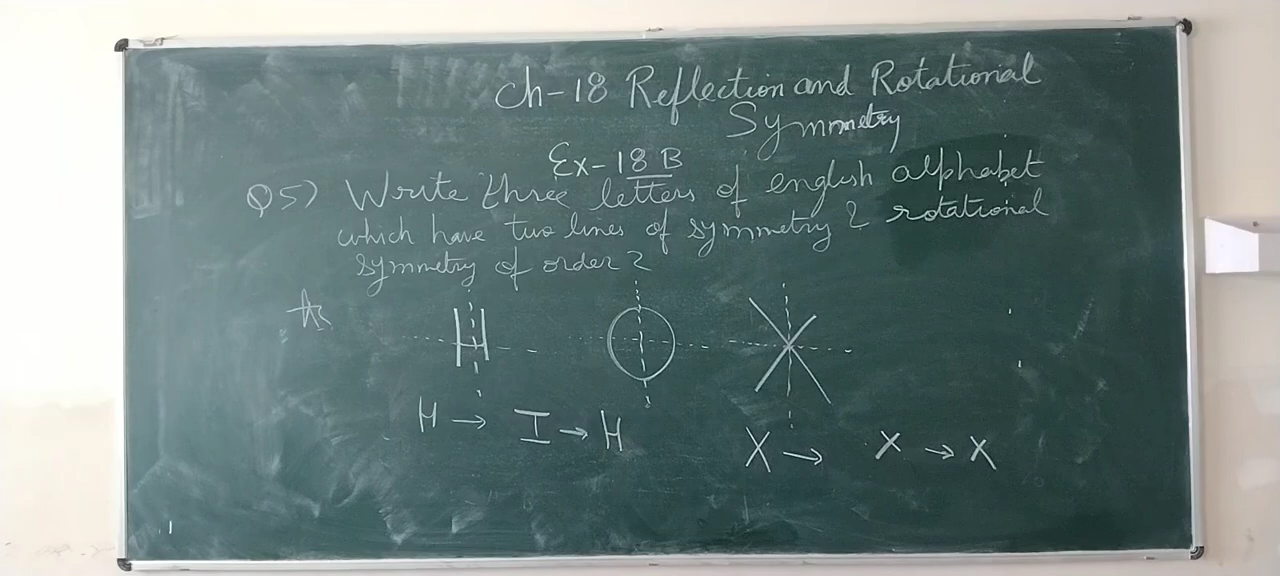 Ch-18 Reflection and Rotational
Symmetry
Ex-18B
Q5) Write three letters of english alphabet
which have two lines of symmetry & rotational
symmetry of order 2
H O X
H → I → H
X → X → X